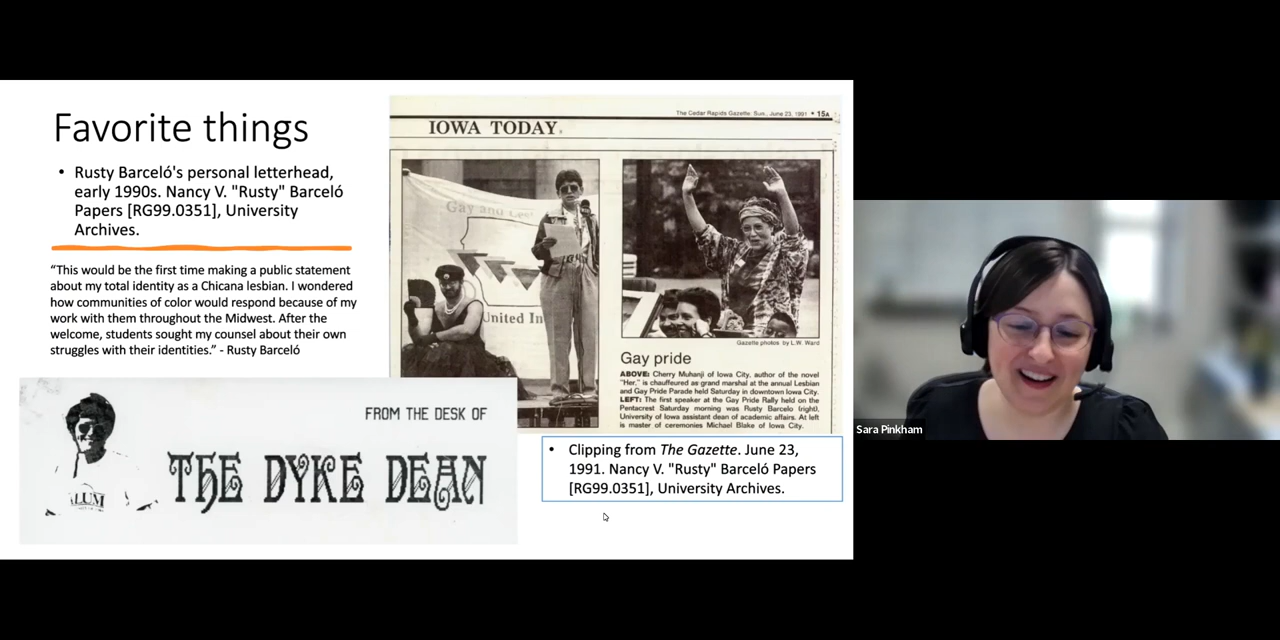 Favorite things
• Rusty Barceló's personal letterhead,
early 1990s. Nancy V. "Rusty" Barceló
Papers [RG99.0351], University
Archives.
“This would be the first time making a public statement
about my total identity as a Chicana lesbian. I wondered
how communities of color would respond because of my
work with them throughout the Midwest. After the
welcome, students sought my counsel about their own
struggles with their identities.” - Rusty Barceló
The Cedar Rapids Gazette: Sun., June 23, 1991 • 15A
IOWA TODAY
Gay and Les
United In
Gazette photos by L.W. Ward
Gay pride
ABOVE: Cherry Muhanji of Iowa City, author of the novel
"Her," is chauffeured as grand marshal at the annual Lesbian
and Gay Pride Parade held Saturday in downtown Iowa City.
LEFT: The first speaker at the Gay Pride Rally held on the
Pentacrest Saturday morning was Rusty Barcelo (right),
University of Iowa assistant dean of academic affairs. At left
is master of ceremonies Michael Blake of Iowa City.
ALUM
FROM THE DESK OF
THE DYKE DEAN
• Clipping from The Gazette. June 23,
1991. Nancy V. "Rusty" Barceló Papers
[RG99.0351], University Archives.
Sara Pinkham